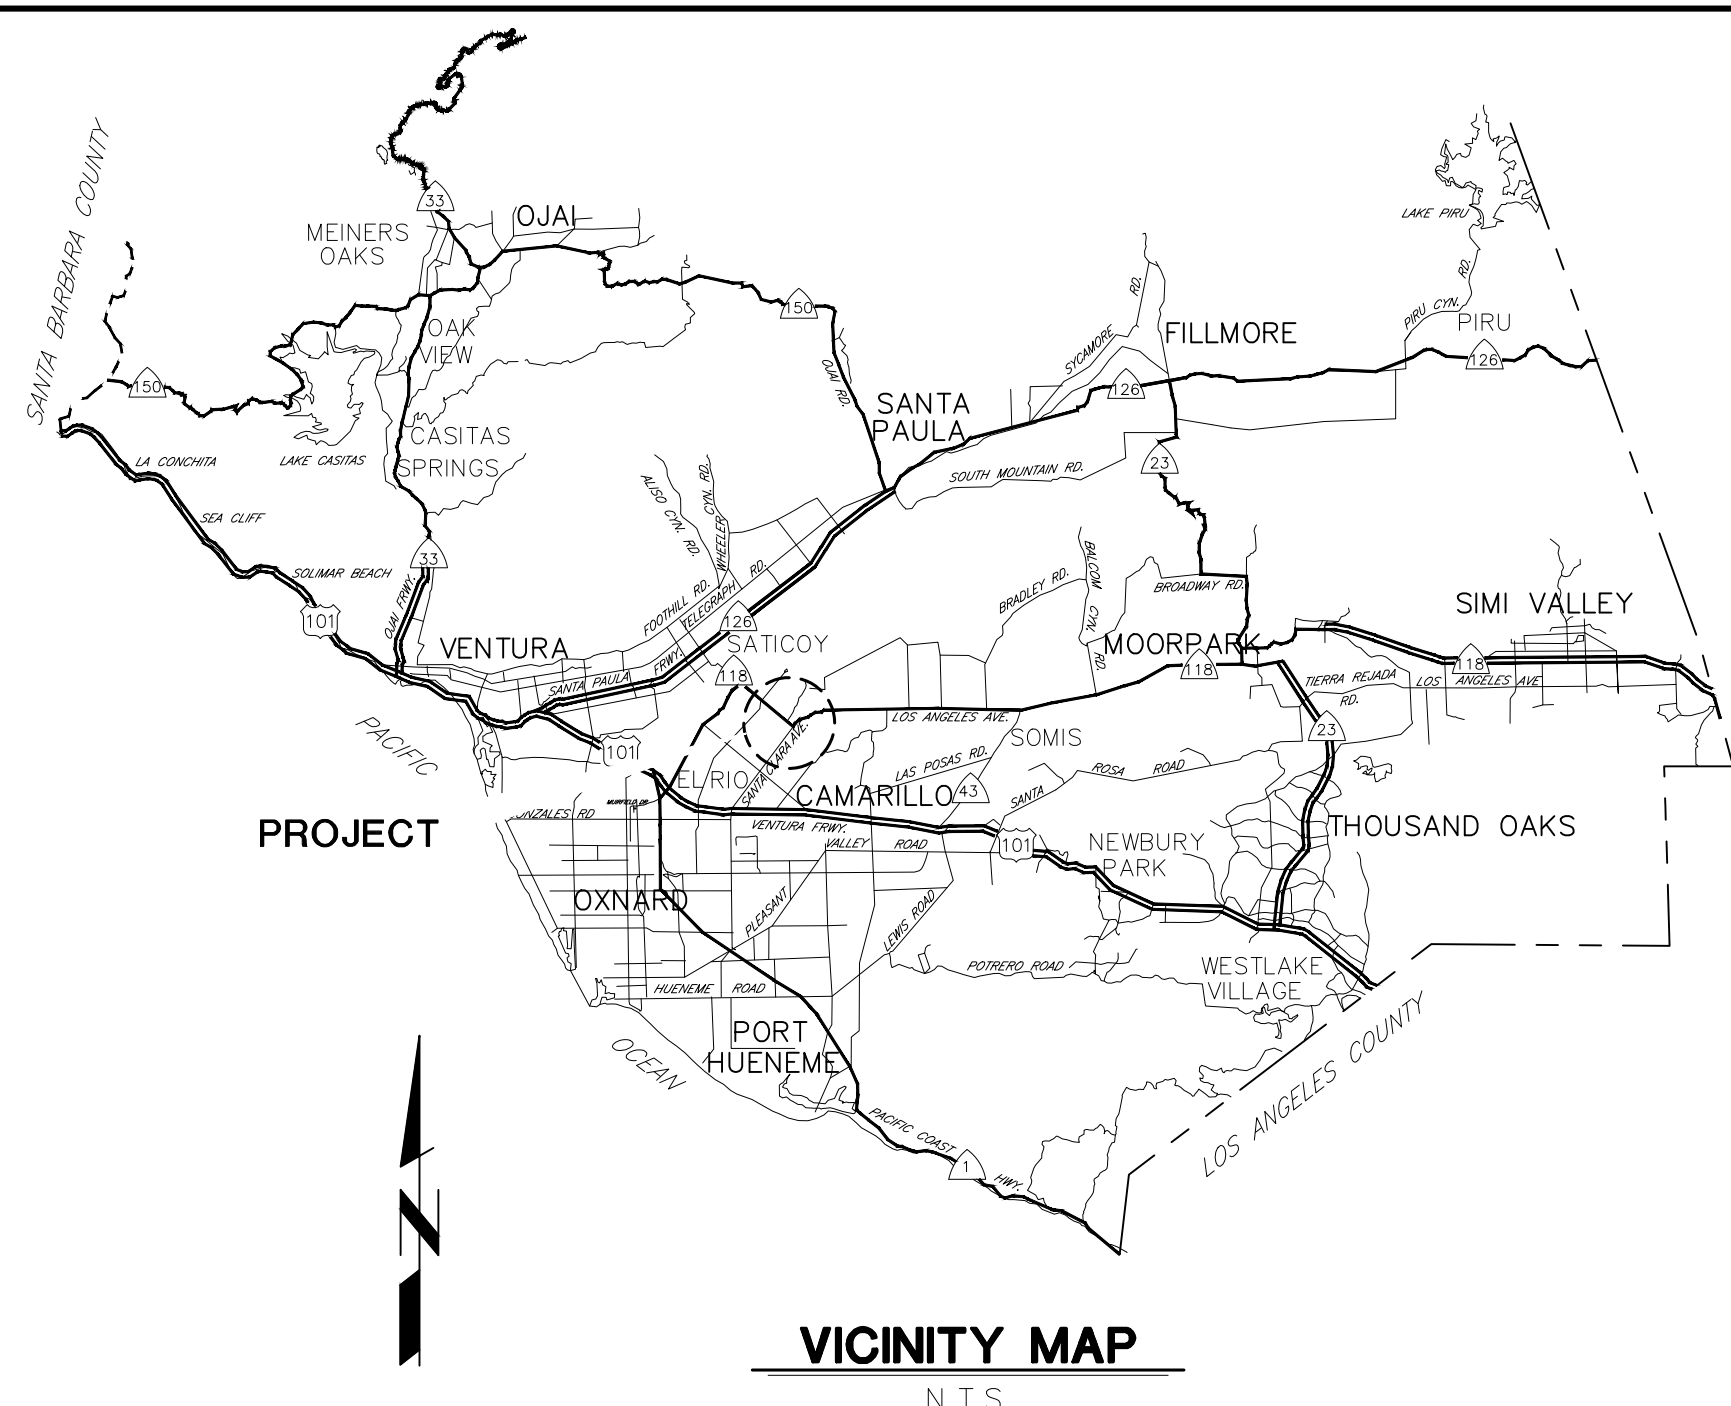 SANTA BARBARA COUNTY
33
OJAI
MEINERS
OAKS
LAKE PIRU
PIRU CYN.
RD.
PIRU
126
150
OAK
VIEW
OJAI RD.
SYCAMORE
RD.
FILLMORE
126
150
SANTA
PAULA
CASITAS
SPRINGS
LA CONCHITA
LAKE CASITAS
SOUTH MOUNTAIN RD.
23
ALISO CYN. RD.
WHEELER CYN. RD.
SEA CLIFF
SOLIMAR BEACH
33
OJAI FRWY.
101
FOOTHILL RD.
TELEGRAPH RD.
126
BRADLEY RD.
BALCOM CYN. RD.
BROADWAY RD.
SIMI VALLEY
VENTURA
SATICOY
MOORPARK
118
118
118
SANTA PAULA FRWY.
TIERRA REJADA
RD.
LOS ANGELES AVE
LOS ANGELES AVE.
SANTA CLARA AVE.
23
PACIFIC
101
SOMIS
EL RIO
LAS POSAS RD.
43
SANTA ROSA ROAD
CAMARILLO
MUIRFIELD DR
NZALES RD
VENTURA FRWY.
VALLEY ROAD
101
PROJECT
THOUSAND OAKS
NEWBURY
PARK
OXNARD
PLEASANT
LEWIS ROAD
POTRERO ROAD
WESTLAKE
VILLAGE
HUENEME ROAD
PORT
HUENEME
OCEAN
LOS ANGELES COUNTY
PACIFIC COAST
1
HWY.
N
VICINITY MAP
N.T.S.